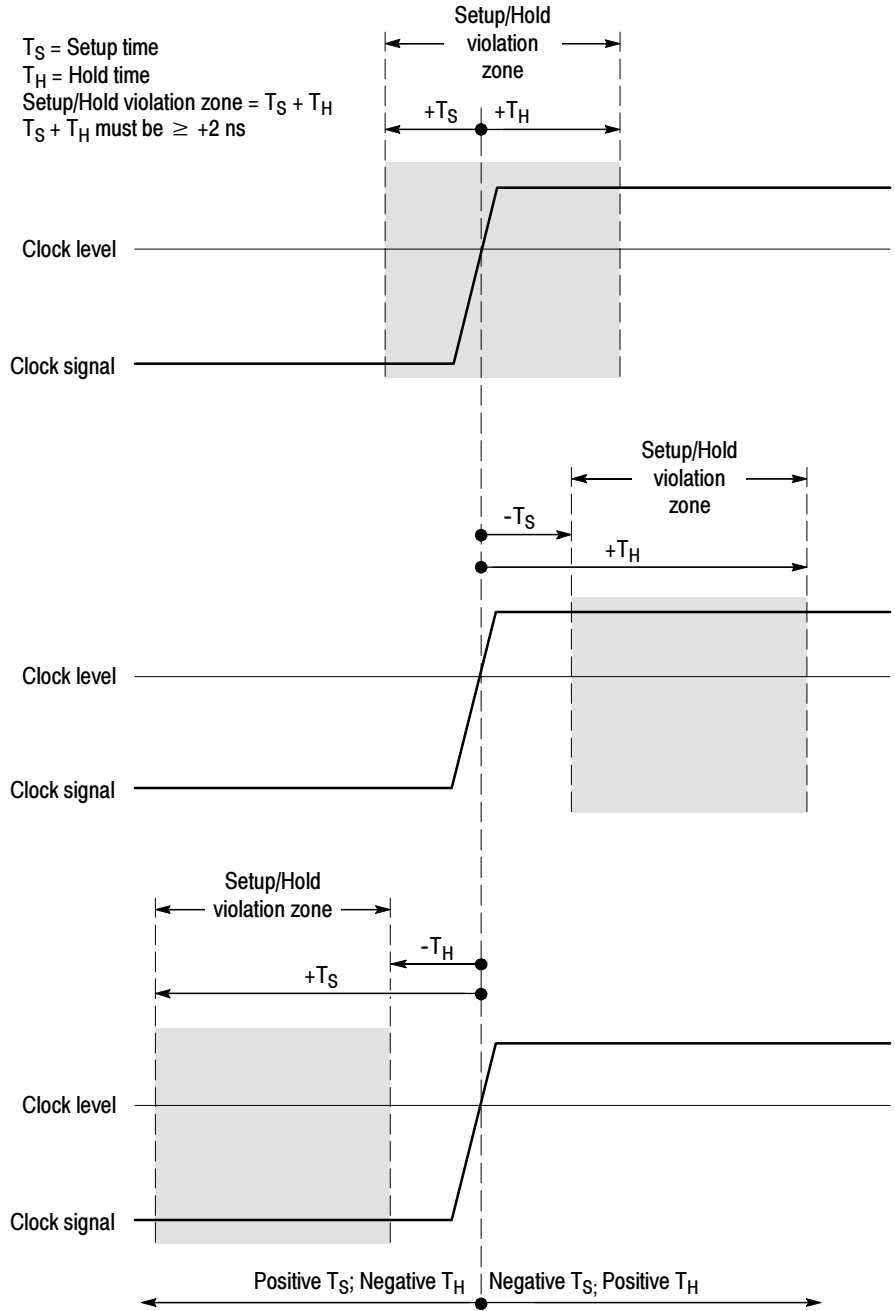 T_S = Setup time
T_H = Hold time
Setup/Hold violation zone = T_S + T_H
T_S + T_H must be ≥ +2 ns
Setup/Hold
violation
zone
+T_S
+T_H
Clock level
Clock signal
Setup/Hold
violation
zone
-T_S
+T_H
Clock level
Clock signal
Setup/Hold
violation zone
-T_H
+T_S
Clock level
Clock signal
Positive T_S; Negative T_H
Negative T_S; Positive T_H